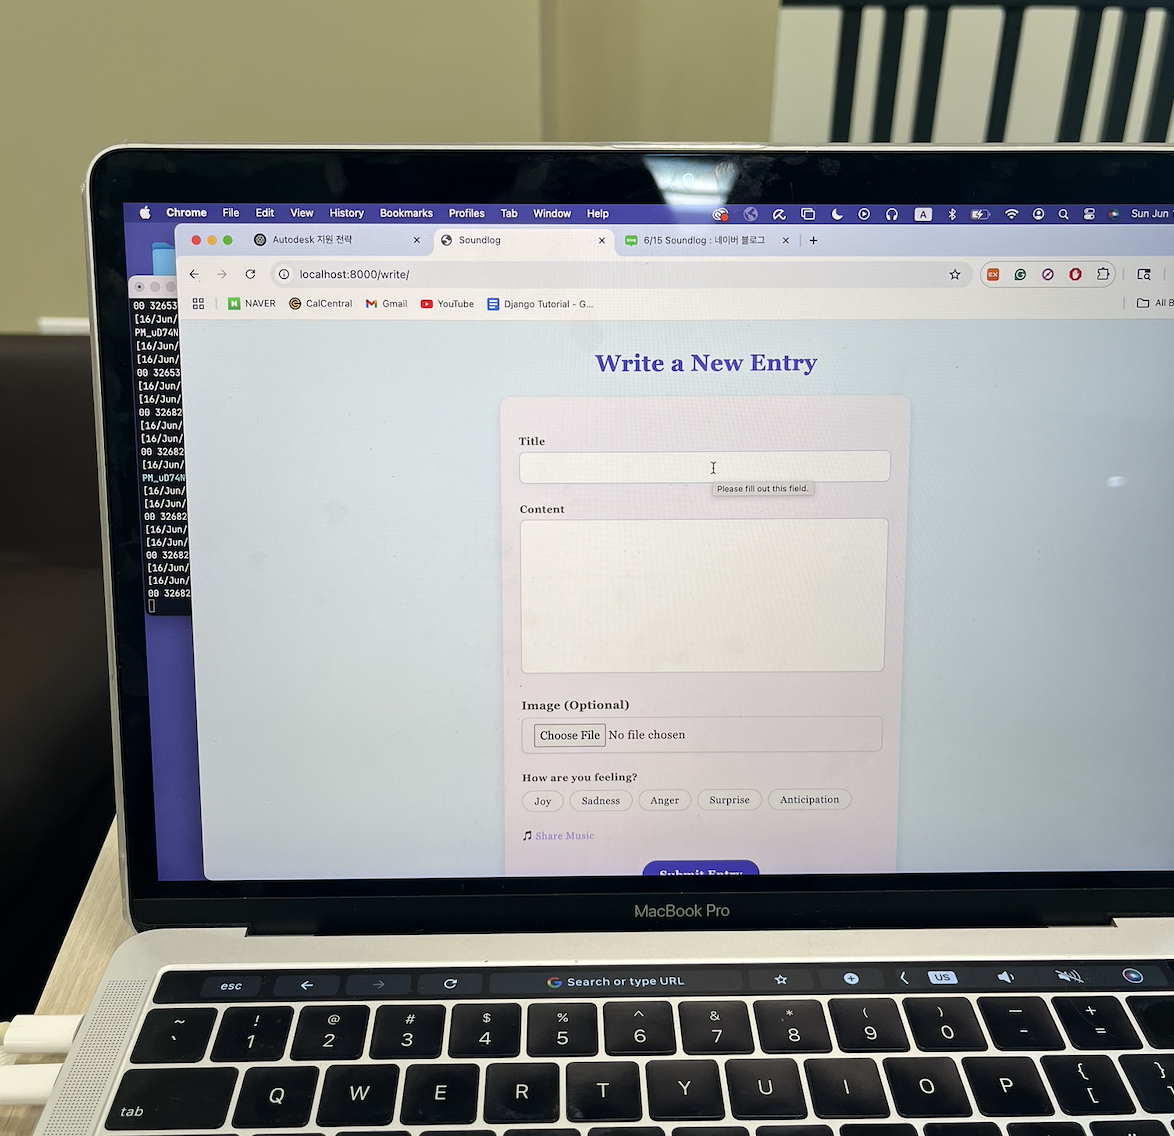 Chrome File Edit View History Bookmarks Profiles Tab Window Help A Sun Jun
Autodesk 지원 전략
Soundlog
6/15 Soundlog : 네이버 블로그
localhost:8000/write/
NAVER CalCentral Gmail YouTube Django Tutorial - G... All B
00 32653
[16/Jun/
PM_uD74N
[16/Jun/
[16/Jun/
00 32653
[16/Jun/
[16/Jun/
00 32682
[16/Jun/
[16/Jun/
00 32682
[16/Jun/
PM_uD74N
[16/Jun/
[16/Jun/
00 32682
[16/Jun/
[16/Jun/
00 32682
[16/Jun/
[16/Jun/
00 32682
Write a New Entry
Title
Please fill out this field.
Content
Image (Optional)
Choose File No file chosen
How are you feeling?
Joy Sadness Anger Surprise Anticipation
Share Music
Submit Entry
MacBook Pro
esc Search or type URL US
~ ! @ # $ % ^ & * ( ) — +
` 1 2 3 4 5 6 7 8 9 0 - =
tab Q W E R T Y U I O P { [ }